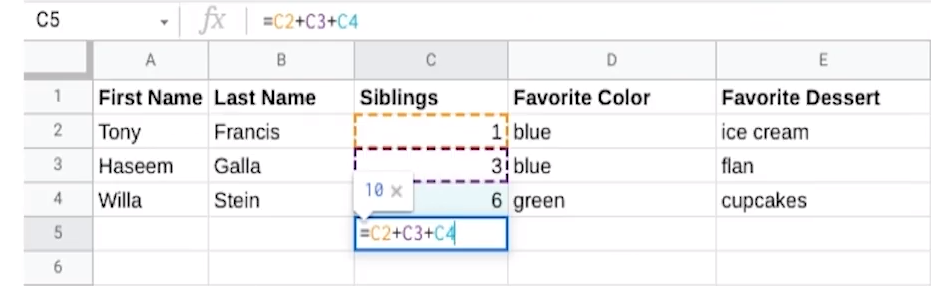 C5 fx =C2+C3+C4
A B C D E
1 First Name Last Name Siblings Favorite Color Favorite Dessert
2 Tony Francis 1 blue ice cream
3 Haseem Galla 3 blue flan
10 ×
4 Willa Stein 6 green cupcakes
5 =C2+C3+C4
6